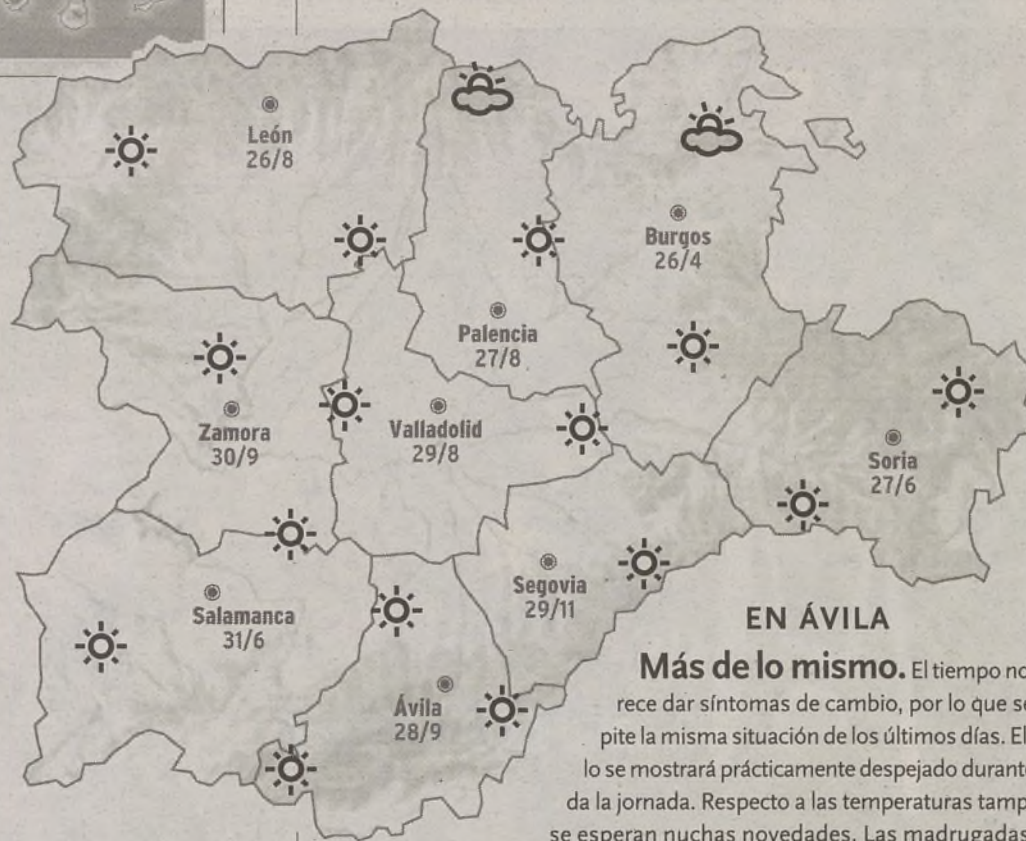 León
26/8
Burgos
26/4
Palencia
27/8
Zamora
30/9
Valladolid
29/8
Soria
27/6
Segovia
29/11
Salamanca
31/6
Ávila
28/9
EN ÁVILA
Más de lo mismo. El tiempo no
rece dar síntomas de cambio, por lo que se
pite la misma situación de los últimos días. El
lo se mostrará prácticamente despejado durante
da la jornada. Respecto a las temperaturas tamp
se esperan nuchas novedades. Las madrugadas